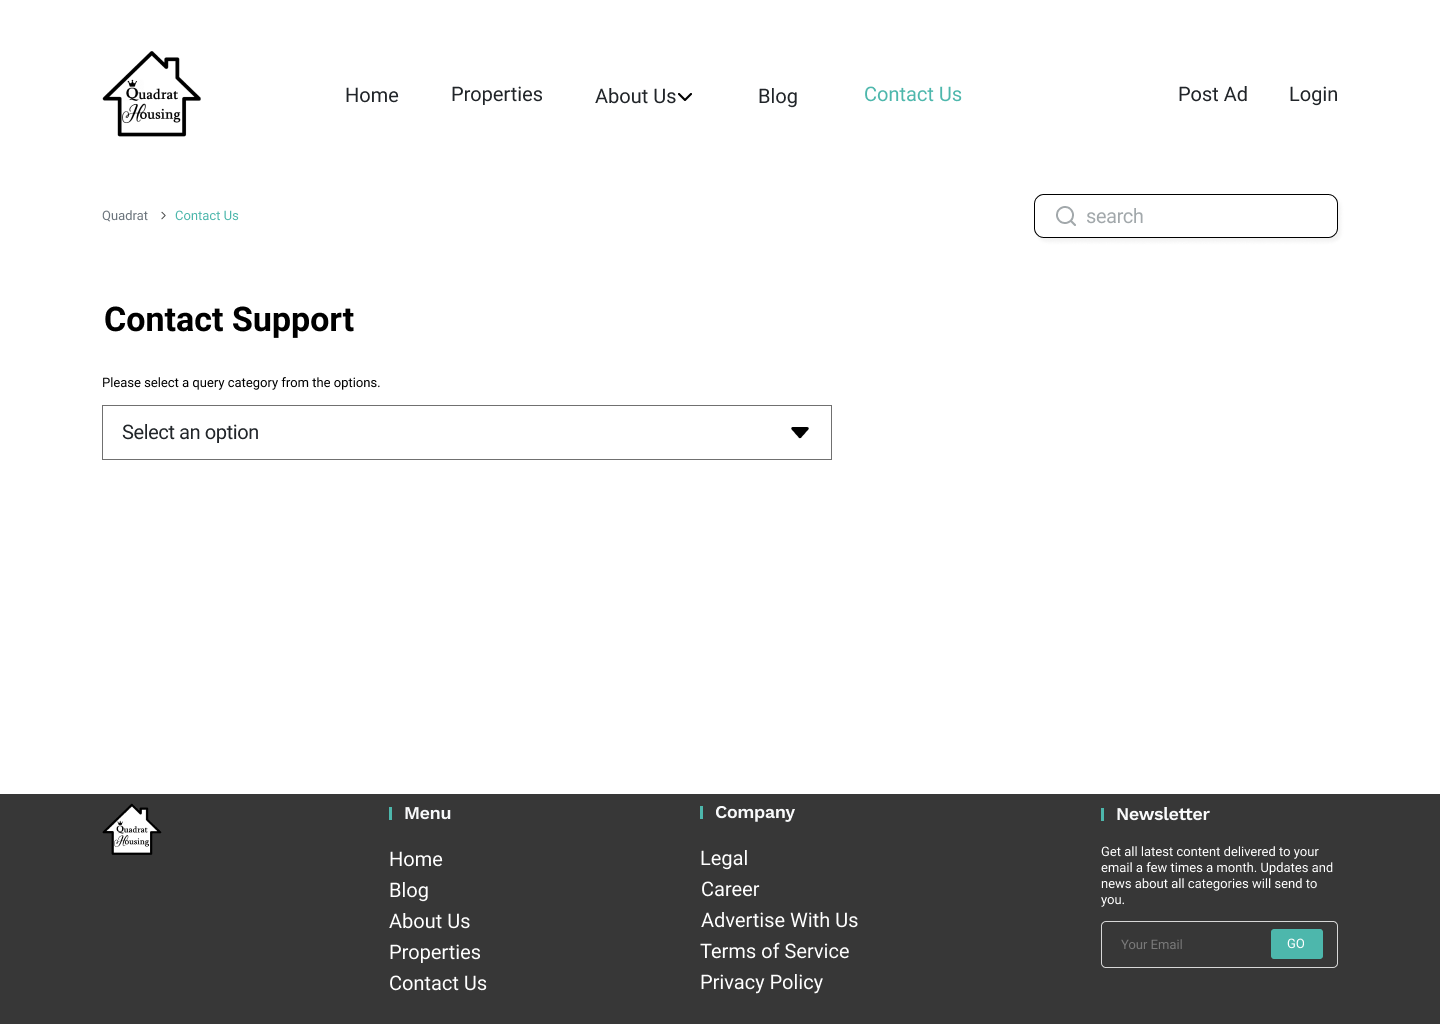 Quadrat
Housing
Home
Properties
About Us
Blog
Contact Us
Post Ad
Login
Quadrat
Contact Us
search
Contact Support
Please select a query category from the options.
Select an option
Quadrat
Housing
Menu
Home
Blog
About Us
Properties
Contact Us
Company
Legal
Career
Advertise With Us
Terms of Service
Privacy Policy
Newsletter
Get all latest content delivered to your
email a few times a month. Updates and
news about all categories will send to
you.
Your Email
GO